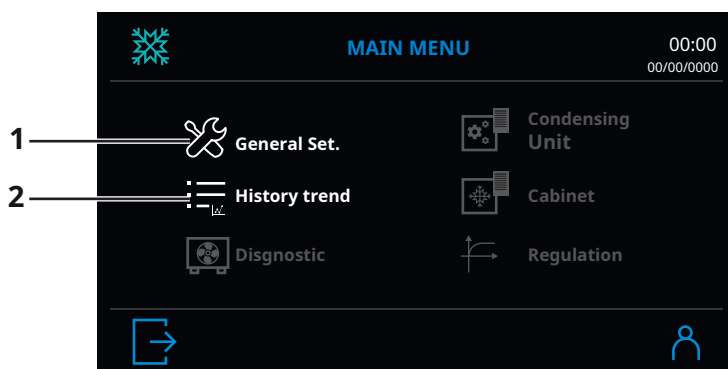 MAIN MENU
00:00
00/00/0000
1
General Set.
Condensing
Unit
2
History trend
Cabinet
Disgnostic
Regulation